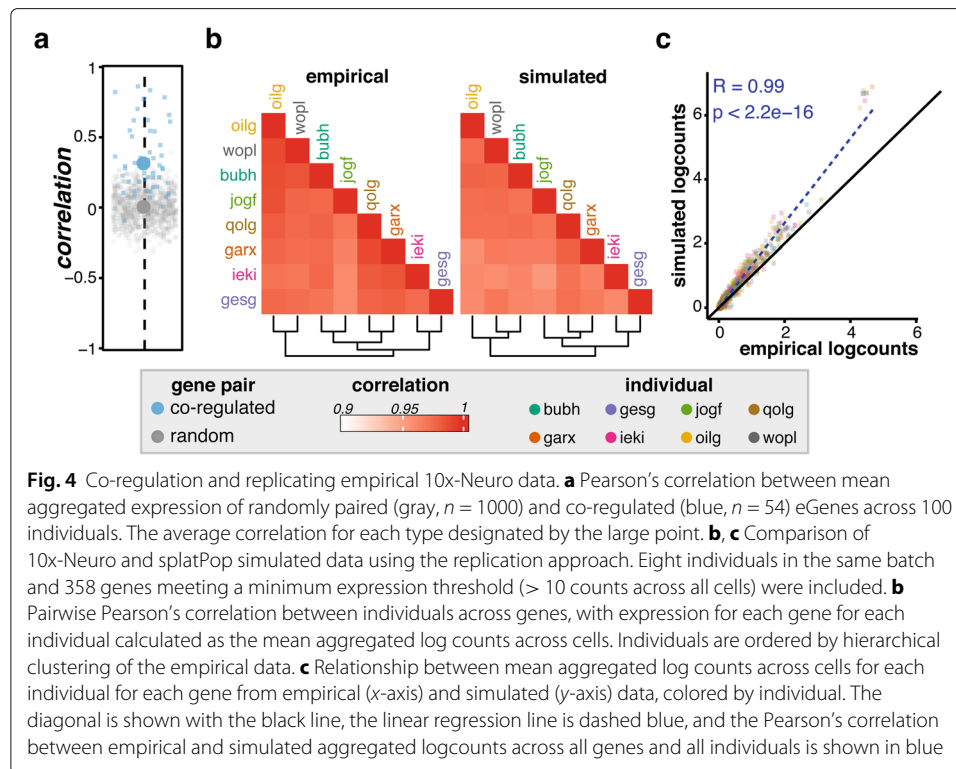 a
b
c
1
0.5
0
−0.5
−1
correlation
empirical
oilg
wopl
bubh
jogf
qolg
garx
ieki
gesg
oilg
wopl
bubh
jogf
qolg
garx
ieki
gesg
simulated
oilg
wopl
bubh
jogf
qolg
garx
ieki
gesg
R = 0.99
p < 2.2e−16
simulated logcounts
6
4
2
0
0 2 4 6
empirical logcounts
gene pair
co-regulated
random
correlation
0.9 0.95 1
individual
bubh gesg jogf qolg
garx ieki oilg wopl
Fig. 4 Co-regulation and replicating empirical 10x-Neuro data. a Pearson's correlation between mean
aggregated expression of randomly paired (gray, n = 1000) and co-regulated (blue, n = 54) eGenes across 100
individuals. The average correlation for each type designated by the large point. b, c Comparison of
10x-Neuro and splatPop simulated data using the replication approach. Eight individuals in the same batch
and 358 genes meeting a minimum expression threshold (> 10 counts across all cells) were included. b
Pairwise Pearson's correlation between individuals across genes, with expression for each gene for each
individual calculated as the mean aggregated log counts across cells. Individuals are ordered by hierarchical
clustering of the empirical data. c Relationship between mean aggregated log counts across cells for each
individual for each gene from empirical (x-axis) and simulated (y-axis) data, colored by individual. The
diagonal is shown with the black line, the linear regression line is dashed blue, and the Pearson's correlation
between empirical and simulated aggregated logcounts across all genes and all individuals is shown in blue